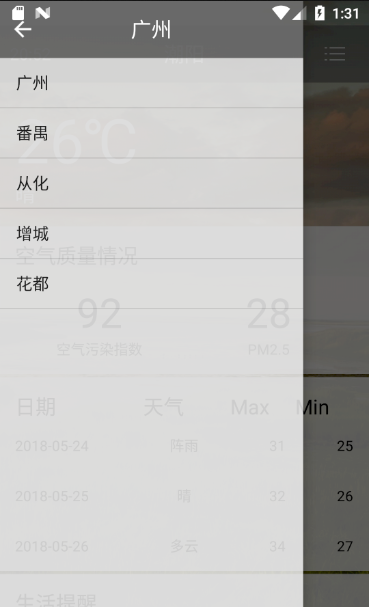 1:31
广州
广州
番禺
26℃
从化
晴
增城
空气质量情况
花都
92 28
空气污染指数 PM2.5
日期 天气 Max Min
2018-05-24 阵雨 31 25
2018-05-25 晴 32 26
2018-05-26 多云 34 27
生活提醒